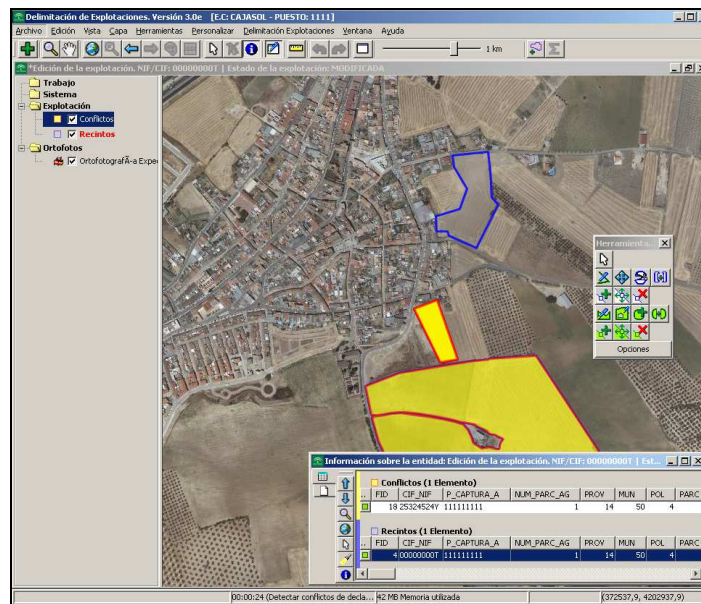 Delimitación de Explotaciones. Versión 3.0e [E.C: CAJASOL - PUESTO: 1111]
Archivo Edición Vista Capa Herramientas Personalizar Delimitación Explotaciones Ventana Ayuda
1 km
*Edición de la explotación. NIF/CIF: 00000000T | Estado de la explotación: MODIFICADA
Trabajo
Sistema
Explotación
Conflictos
Recintos
Ortofotos
OrtofotografÃ-a Expe
Herramienta...
Opciones
Información sobre la entidad: Edición de la explotación. NIF/CIF: 00000000T | Est...
Conflictos (1 Elemento)
.. FID CIF_NIF P_CAPTURA_A NUM_PARC_AG PROV MUN POL PARC
18 25324524Y 111111111 1 14 50 4
Recintos (1 Elemento)
.. FID CIF_NIF P_CAPTURA_A NUM_PARC_AG PROV MUN POL PARC
4 00000000T 111111111 1 14 50 4
00:00:24 (Detectar conflictos de decla... 42 MB Memoria utilizada (372537,9, 4202937,9)